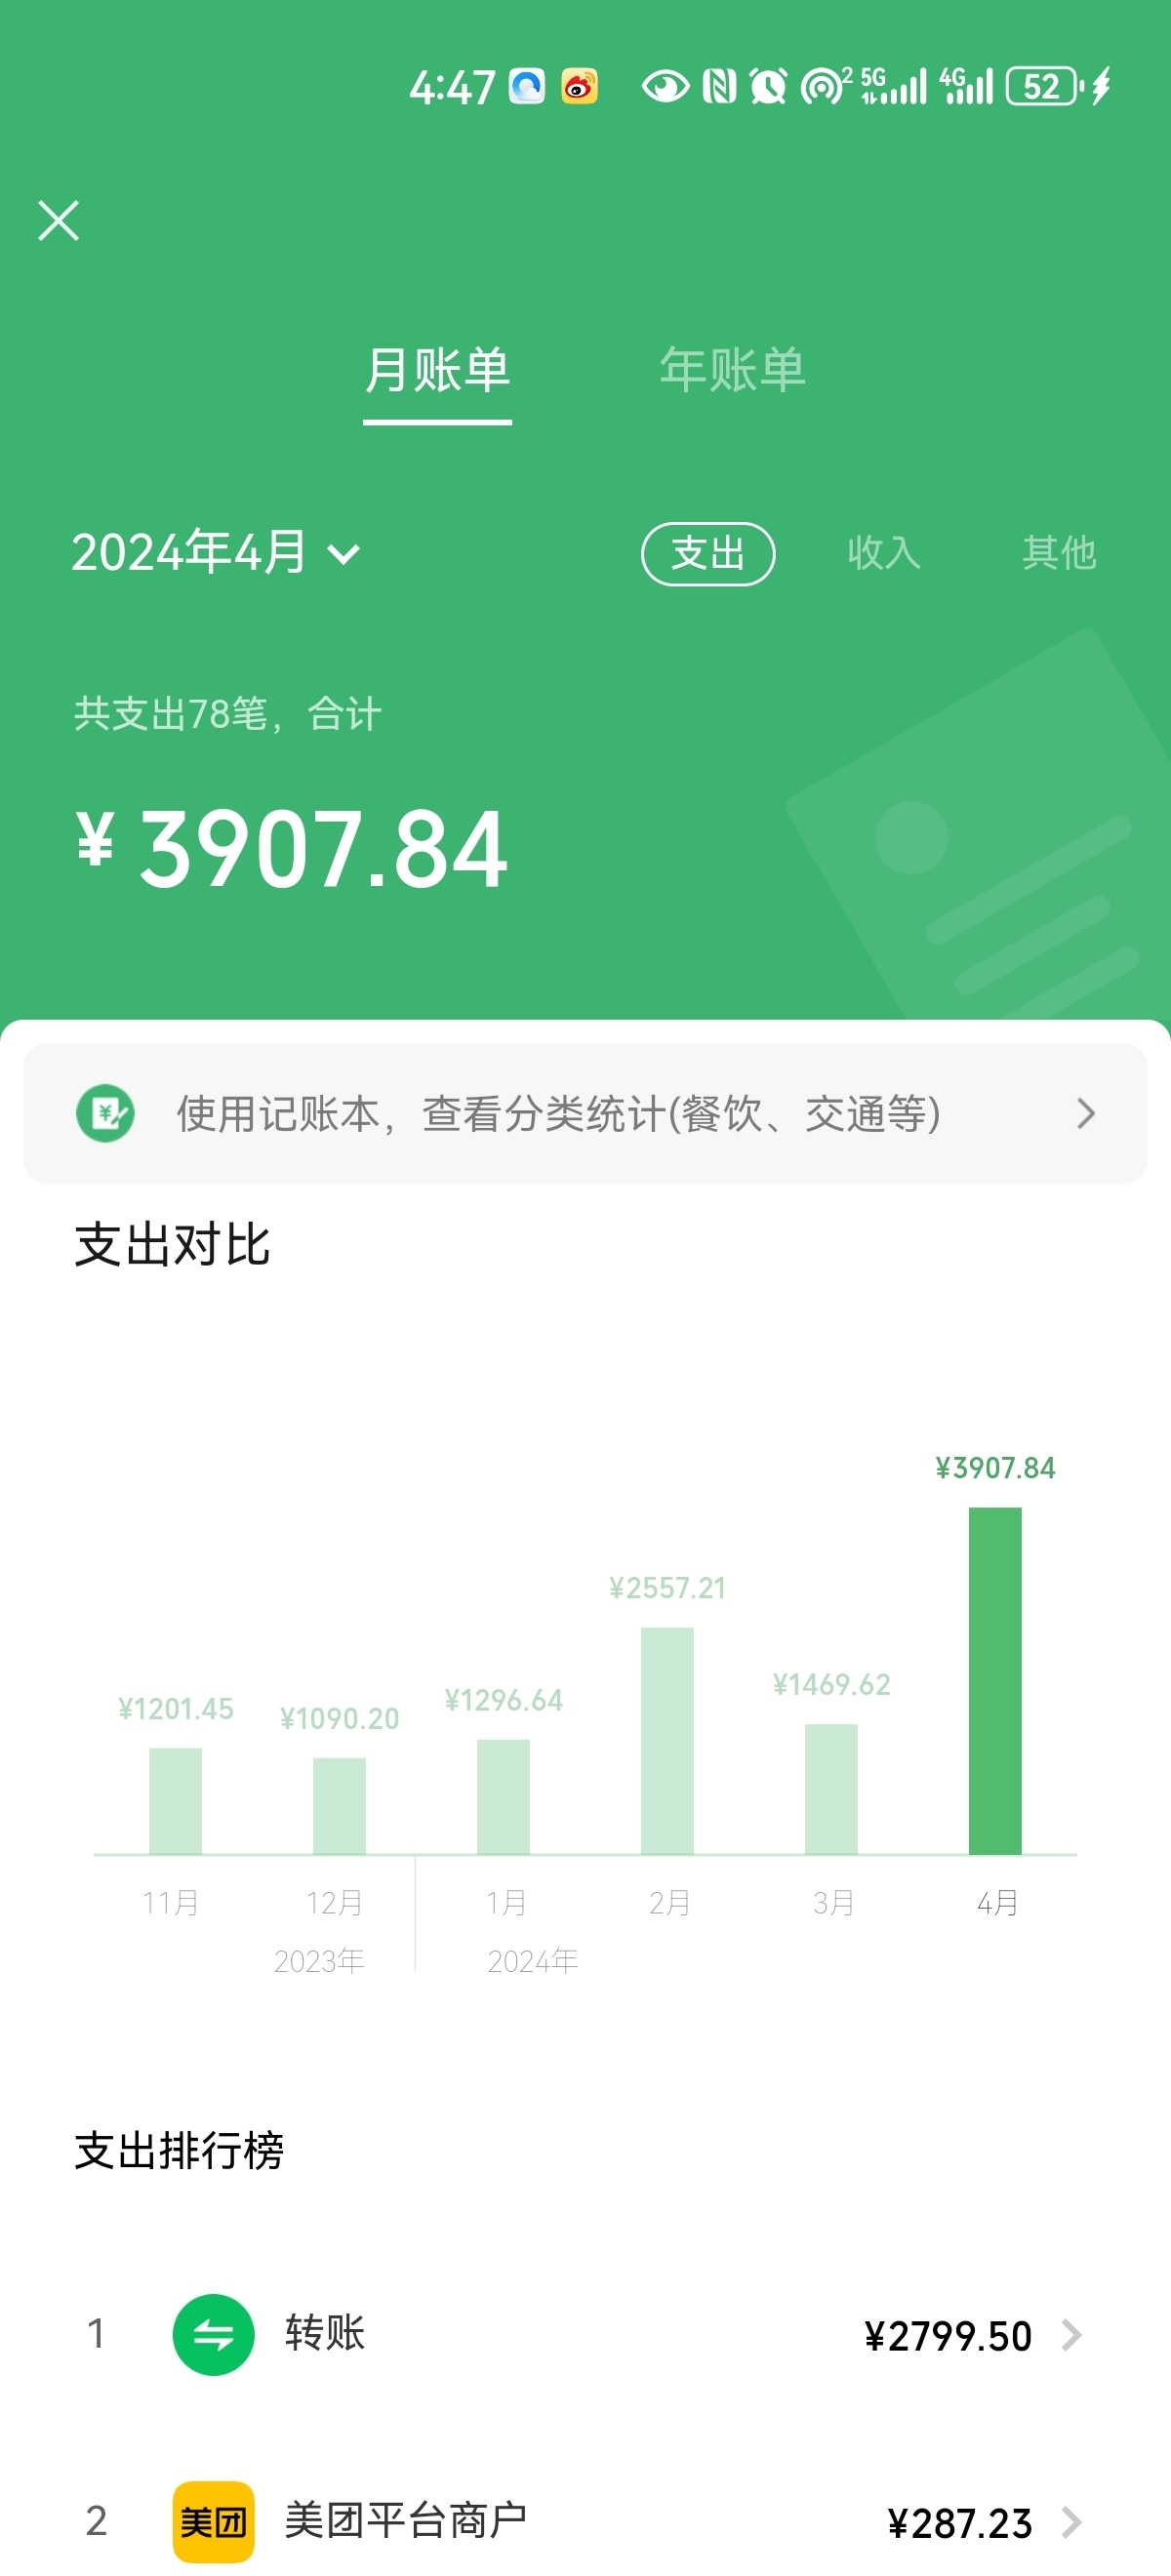 4:47 2 5G 4G 52
月账单 年账单
2024年4月 支出 收入 其他
共支出78笔，合计
¥3907.84
使用记账本，查看分类统计(餐饮、交通等)
支出对比
¥3907.84
¥2557.21
¥1469.62
¥1296.64
¥1201.45
¥1090.20
11月 12月 1月 2月 3月 4月
2023年 2024年
支出排行榜
1 转账 ¥2799.50
2 美团 美团平台商户 ¥287.23